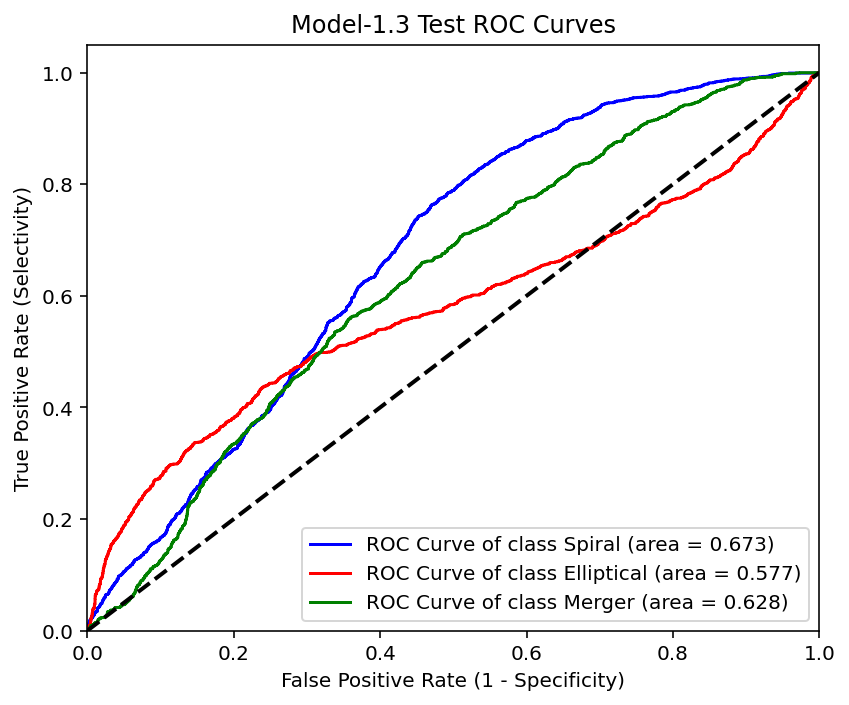 Model-1.3 Test ROC Curves
True Positive Rate (Selectivity)
1.0
0.8
0.6
0.4
0.2
0.0
ROC Curve of class Spiral (area = 0.673)
ROC Curve of class Elliptical (area = 0.577)
ROC Curve of class Merger (area = 0.628)
0.0 0.2 0.4 0.6 0.8 1.0
False Positive Rate (1 - Specificity)